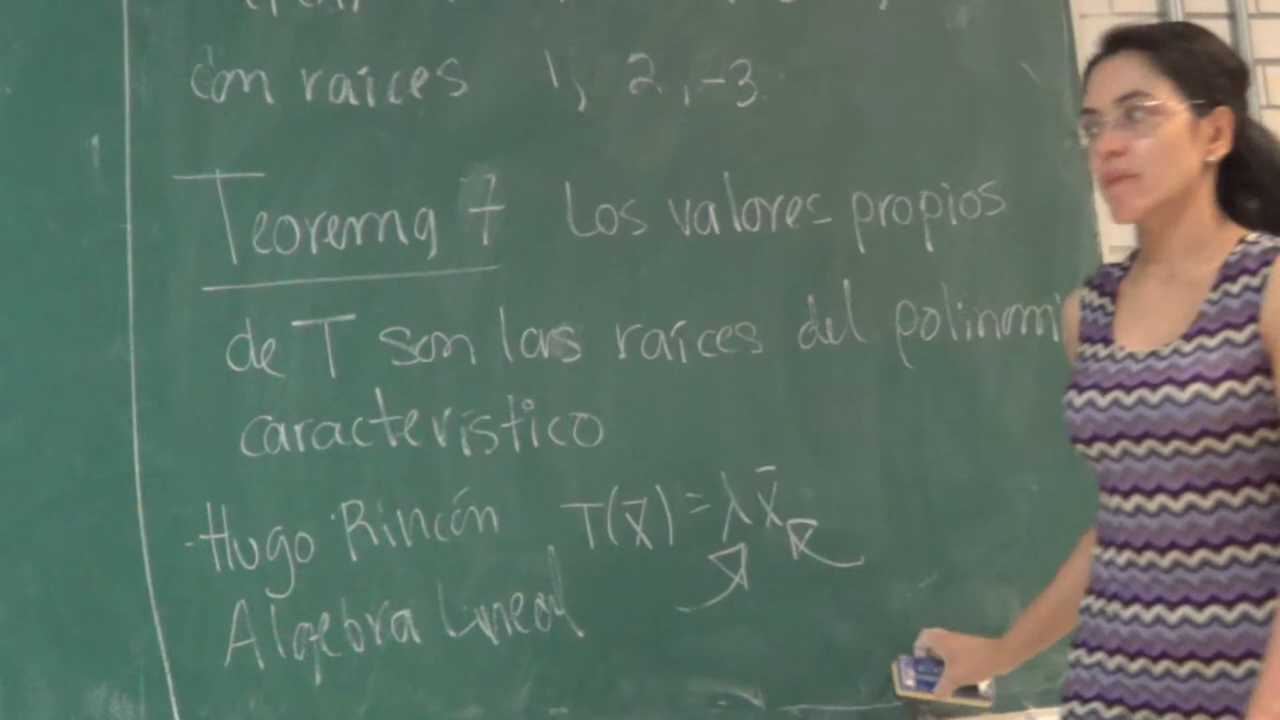 con raíces 1, 2, -3
Teorema 7 Los valores propios
de T son las raíces del polinomi
característico
Hugo Rincón T(x̄) = λx̄
Algebra Lineal